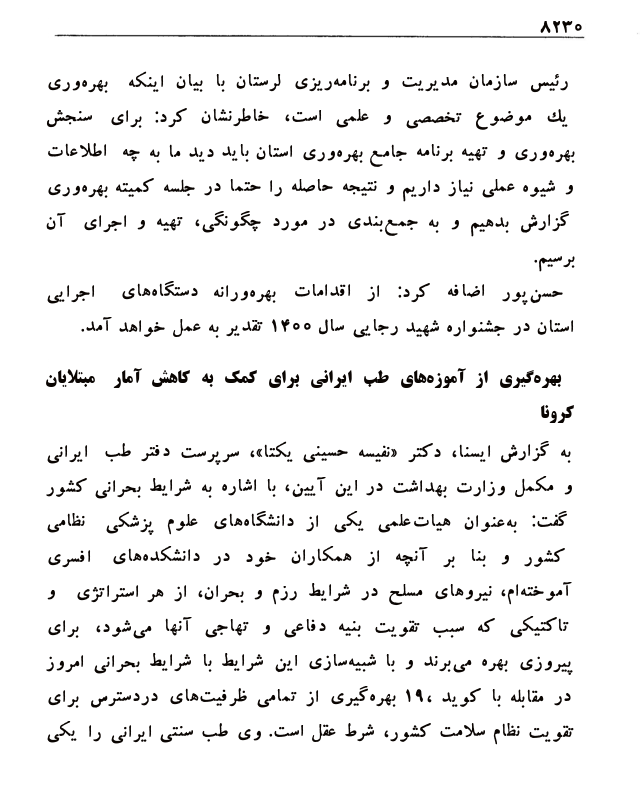 ۸۲۳۰
رئیس سازمان مدیریت و برنامه‌ریزی لرستان با بیان اینکه بهره‌وری
یك موضوع تخصصی و علمی است، خاطرنشان کرد: برای سنجش
بهره‌وری و تهیه برنامه جامع بهره‌وری استان باید دید ما به چه اطلاعات
و شیوه عملی نیاز داریم و نتیجه حاصله را حتما در جلسه کمیته بهره‌وری
گزارش بدهیم و به جمع‌بندی در مورد چگونگی، تهیه و اجرای آن
برسیم.
حسن‌پور اضافه کرد: از اقدامات بهره‌ورانه دستگاه‌های اجرایی
استان در جشنواره شهید رجایی سال ۱۴۰۰ تقدیر به عمل خواهد آمد.
بهره‌گیری از آموزه‌های طب ایرانی برای کمک به کاهش آمار مبتلایان
کرونا
به گزارش ایسنا، دکتر «نفیسه حسینی یکتا»، سرپرست دفتر طب ایرانی
و مکمل وزارت بهداشت در این آیین، با اشاره به شرایط بحرانی کشور
گفت: به‌عنوان هیات‌علمی یکی از دانشگاه‌های علوم پزشکی نظامی
کشور و بنا بر آنچه از همکاران خود در دانشکده‌های افسری
آموخته‌ام، نیروهای مسلح در شرایط رزم و بحران، از هر استراتژی و
تاکتیکی که سبب تقویت بنیه دفاعی و تهاجی آنها می‌شود، برای
پیروزی بهره می‌برند و با شبیه‌سازی این شرایط با شرایط بحرانی امروز
در مقابله با کوید ،۱۹ بهره‌گیری از تمامی ظرفیت‌های دردسترس برای
تقویت نظام سلامت کشور، شرط عقل است. وی طب سنتی ایرانی را یکی